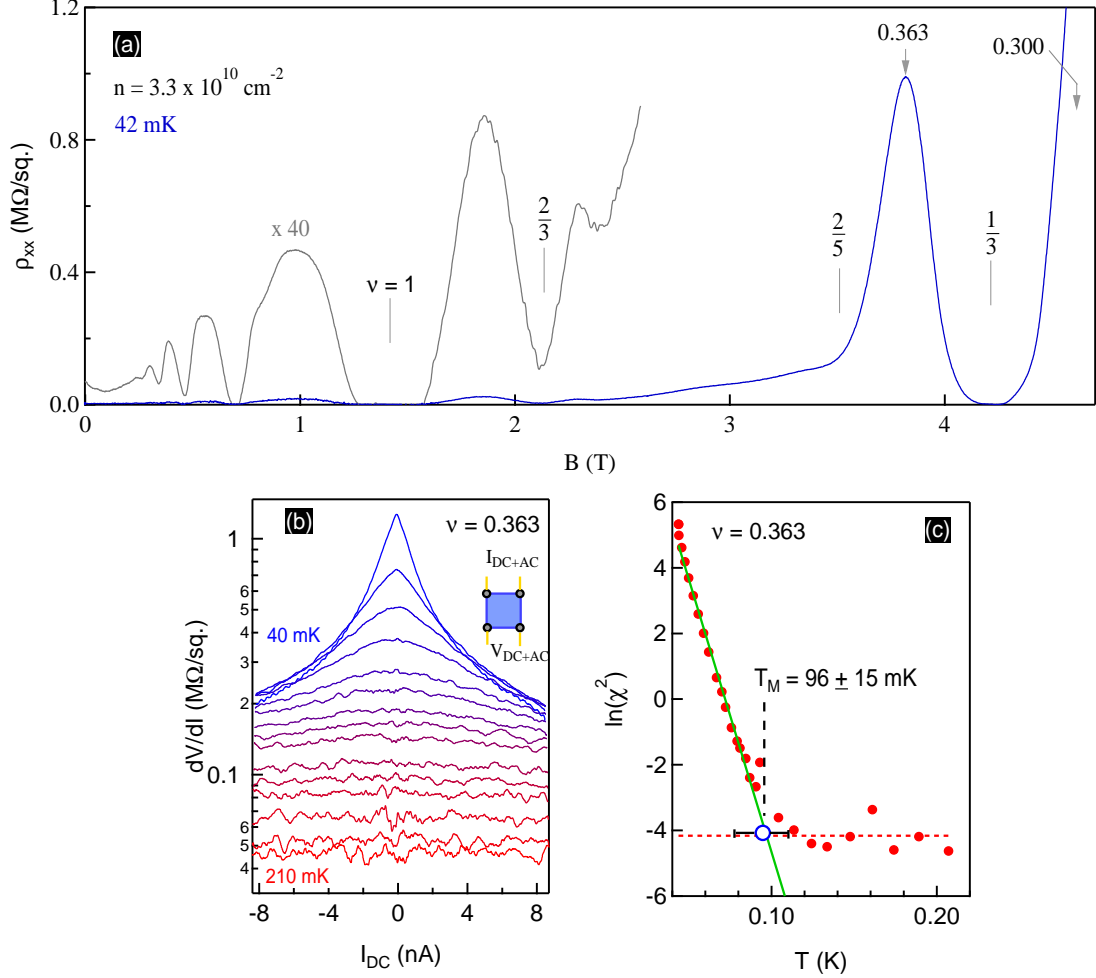 (a)
n = 3.3 x 10^10 cm^-2
42 mK
x 40
ν = 1
2/3
2/5
0.363
1/3
0.300
ρxx (MΩ/sq.)
1.2
0.8
0.4
0.0
0 1 2 3 4
B (T)
(b)
ν = 0.363
I_DC+AC
V_DC+AC
40 mK
210 mK
dV/dI (MΩ/sq.)
1
5
4
3
2
0.1
6
5
4
-8 -4 0 4 8
I_DC (nA)
(c)
ν = 0.363
T_M = 96 ± 15 mK
ln(χ^2)
6
4
2
0
-2
-4
-6
0.10 0.20
T (K)